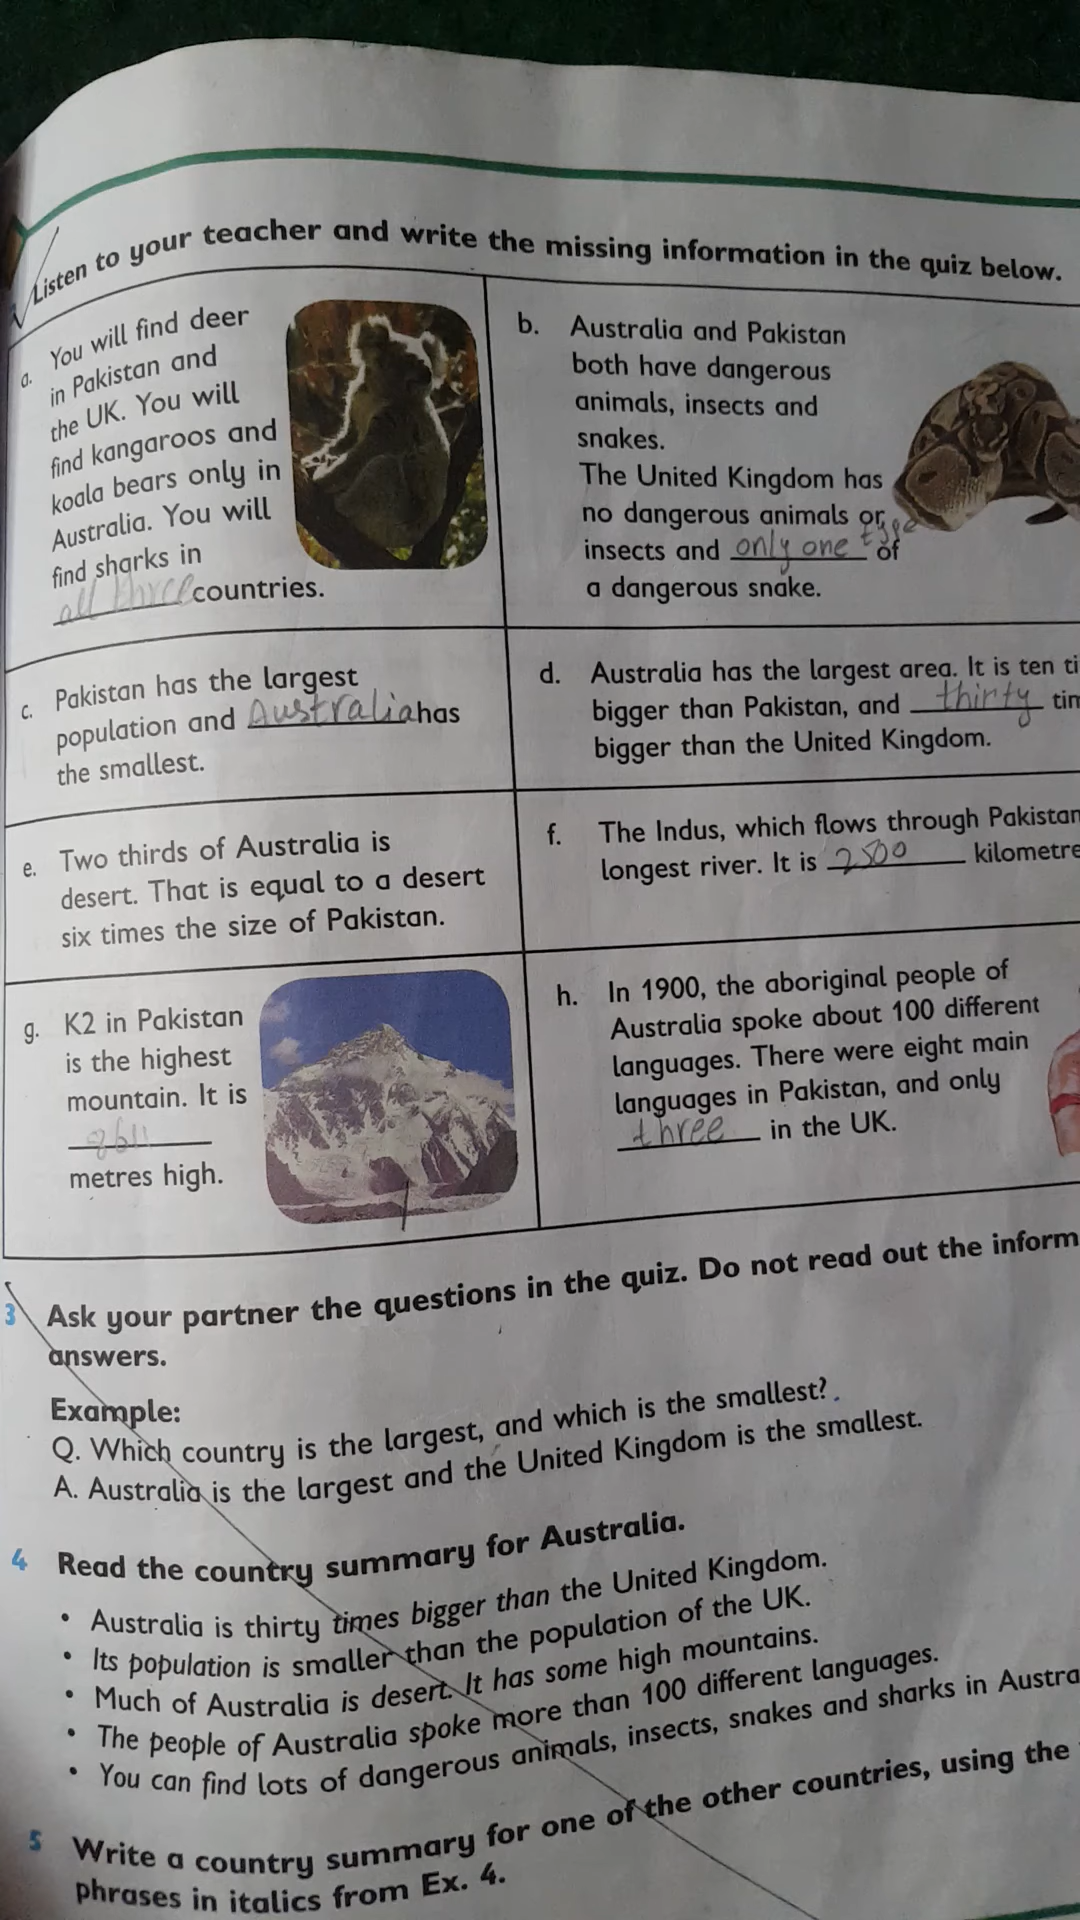 Listen to your teacher and write the missing information in the quiz below.
a. You will find deer
in Pakistan and
the UK. You will
find kangaroos and
koala bears only in
Australia. You will
find sharks in
all three countries.
b. Australia and Pakistan
both have dangerous
animals, insects and
snakes.
The United Kingdom has
no dangerous animals or
insects and only one type of
a dangerous snake.
c. Pakistan has the largest
population and Australia has
the smallest.
d. Australia has the largest area. It is ten ti
bigger than Pakistan, and thirty tim
bigger than the United Kingdom.
e. Two thirds of Australia is
desert. That is equal to a desert
six times the size of Pakistan.
f. The Indus, which flows through Pakistan
longest river. It is 2500 kilometre
g. K2 in Pakistan
is the highest
mountain. It is
8611
metres high.
h. In 1900, the aboriginal people of
Australia spoke about 100 different
languages. There were eight main
languages in Pakistan, and only
three in the UK.
3 Ask your partner the questions in the quiz. Do not read out the inform
answers.
Example:
Q. Which country is the largest, and which is the smallest?
A. Australia is the largest and the United Kingdom is the smallest.
4 Read the country summary for Australia.
• Australia is thirty times bigger than the United Kingdom.
• Its population is smaller than the population of the UK.
• Much of Australia is desert. It has some high mountains.
• The people of Australia spoke more than 100 different languages.
• You can find lots of dangerous animals, insects, snakes and sharks in Austra
5 Write a country summary for one of the other countries, using the
phrases in italics from Ex. 4.